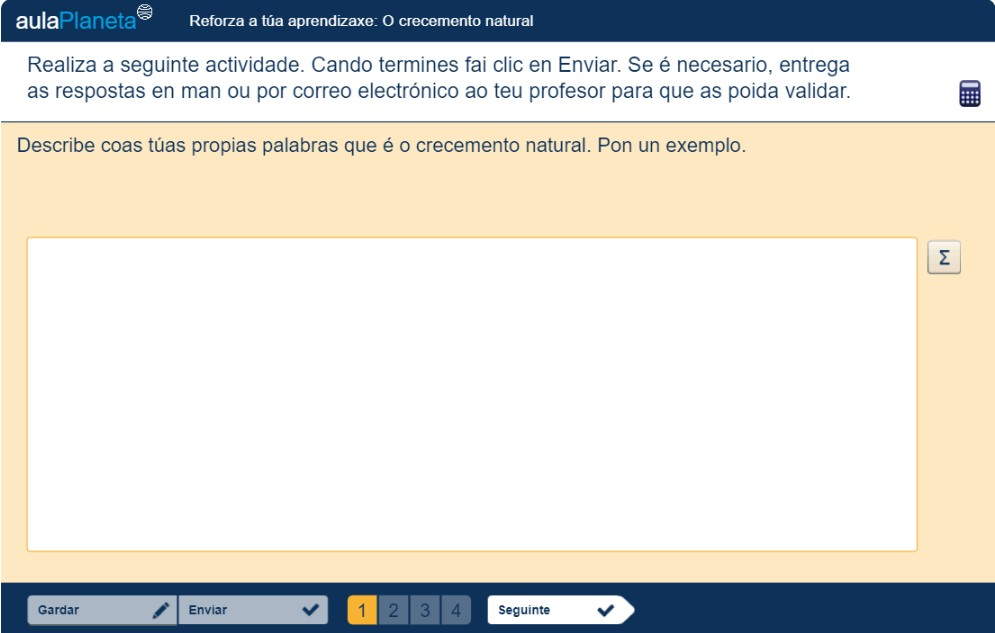 aulaPlaneta
Reforza a túa aprendizaxe: O crecemento natural
Realiza a seguinte actividade. Cando termines fai clic en Enviar. Se é necesario, entrega
as respostas en man ou por correo electrónico ao teu profesor para que as poida validar.
Describe coas túas propias palabras que é o crecemento natural. Pon un exemplo.
Σ
Gardar
Enviar
1 2 3 4
Seguinte